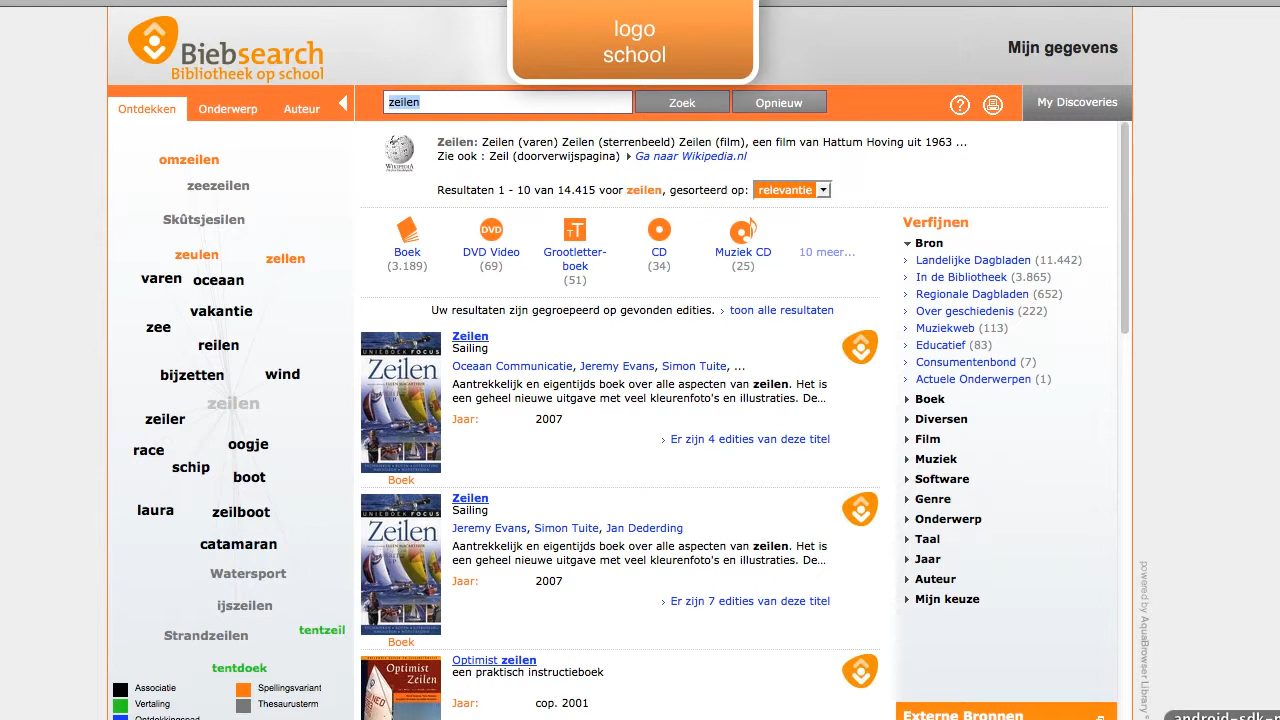 logo
school
Biebsearch
Bibliotheek op school
Mijn gegevens
Ontdekken
Onderwerp
Auteur
zeilen
Zoek
Opnieuw
?
My Discoveries
omzeilen
zeezeilen
Skûtsjesilen
zeulen
zellen
varen
oceaan
vakantie
zee
reilen
bijzetten
wind
zeilen
zeiler
oogje
race
schip
boot
laura
zeilboot
catamaran
Watersport
ijszeilen
tentzeil
Strandzeilen
tentdoek
Associatie
Spellingsvariant
Vertaling
Thesaurusterm
WIKIPEDIA
Zeilen: Zeilen (varen) Zeilen (sterrenbeeld) Zeilen (film), een film van Hattum Hoving uit 1963 ...
Zie ook : Zeil (doorverwijspagina) Ga naar Wikipedia.nl
Resultaten 1 - 10 van 14.415 voor zeilen, gesorteerd op: relevantie
Boek
(3.189)
DVD
DVD Video
(69)
TT
Grootletter-
boek
(51)
CD
(34)
Muziek CD
(25)
10 meer...
Uw resultaten zijn gegroepeerd op gevonden edities. › toon alle resultaten
UNIEBOEK FOCUS
Zeilen
Zeilen
Sailing
Oceaan Communicatie, Jeremy Evans, Simon Tuite, ...
Aantrekkelijk en eigentijds boek over alle aspecten van zeilen. Het is
een geheel nieuwe uitgave met veel kleurenfoto's en illustraties. De...
Jaar: 2007
› Er zijn 4 edities van deze titel
Boek
UNIEBOEK FOCUS
Zeilen
Zeilen
Sailing
Jeremy Evans, Simon Tuite, Jan Dederding
Aantrekkelijk en eigentijds boek over alle aspecten van zeilen. Het is
een geheel nieuwe uitgave met veel kleurenfoto's en illustraties. De...
Jaar: 2007
› Er zijn 7 edities van deze titel
Boek
Optimist
Zeilen
Optimist zeilen
een praktisch instructieboek
Jaar: cop. 2001
Verfijnen
Bron
› Landelijke Dagbladen (11.442)
› In de Bibliotheek (3.865)
› Regionale Dagbladen (652)
› Over geschiedenis (222)
› Muziekweb (113)
› Educatief (83)
› Consumentenbond (7)
› Actuele Onderwerpen (1)
Boek
Diversen
Film
Muziek
Software
Genre
Onderwerp
Taal
Jaar
Auteur
Mijn keuze
Externe Bronnen
powered by AquaBrowser Library
android-sdk-